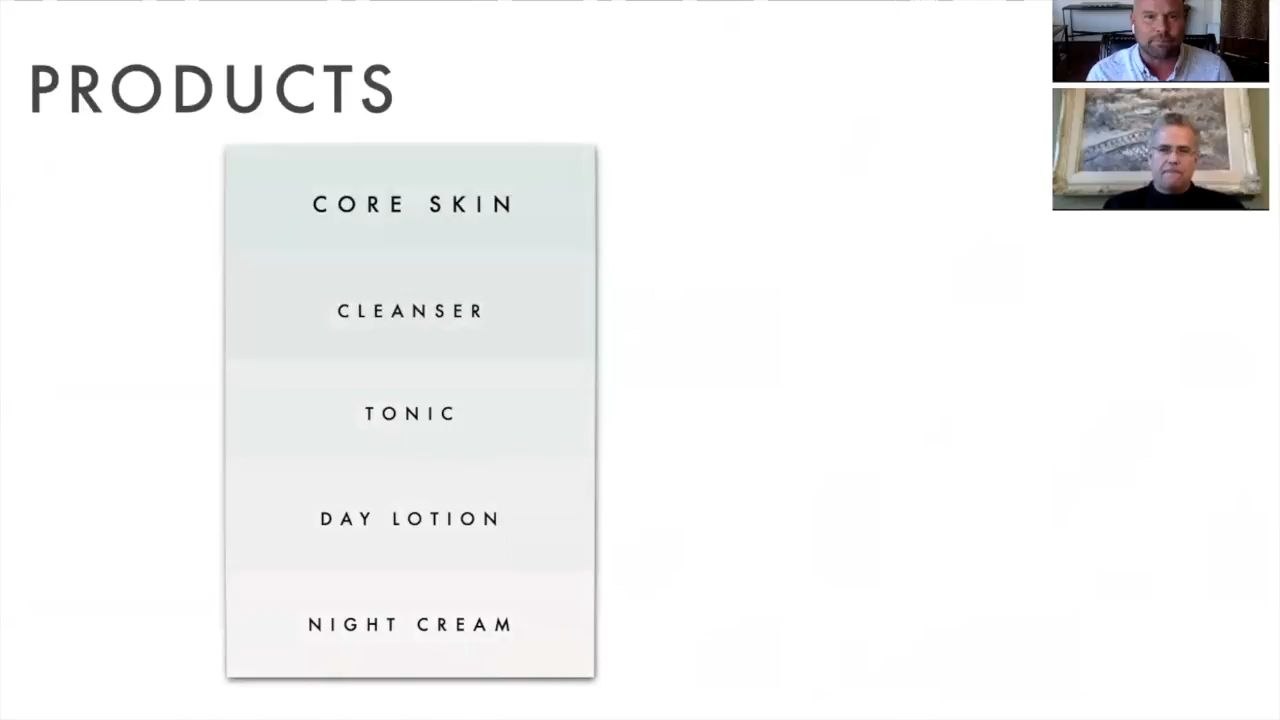 PRODUCTS
CORE SKIN
CLEANSER
TONIC
DAY LOTION
NIGHT CREAM